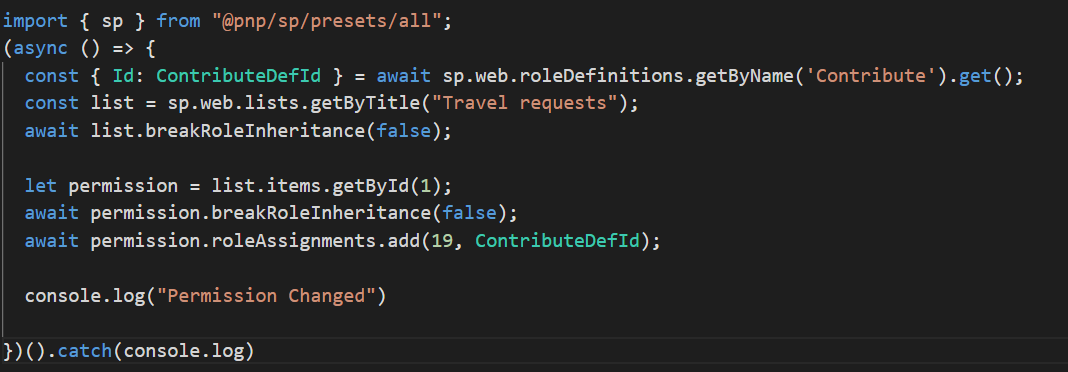 import { sp } from "@pnp/sp/presets/all";
(async () => {
  const { Id: ContributeDefId } = await sp.web.roleDefinitions.getByName('Contribute').get();
  const list = sp.web.lists.getByTitle("Travel requests");
  await list.breakRoleInheritance(false);
  let permission = list.items.getById(1);
  await permission.breakRoleInheritance(false);
  await permission.roleAssignments.add(19, ContributeDefId);
  console.log("Permission Changed")
})().catch(console.log)